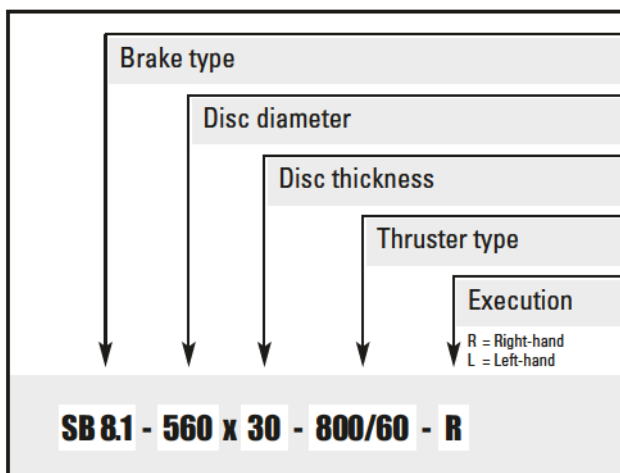 Brake type
Disc diameter
Disc thickness
Thruster type
Execution
R = Right-hand
L = Left-hand
SB 8.1 - 560 x 30 - 800/60 - R